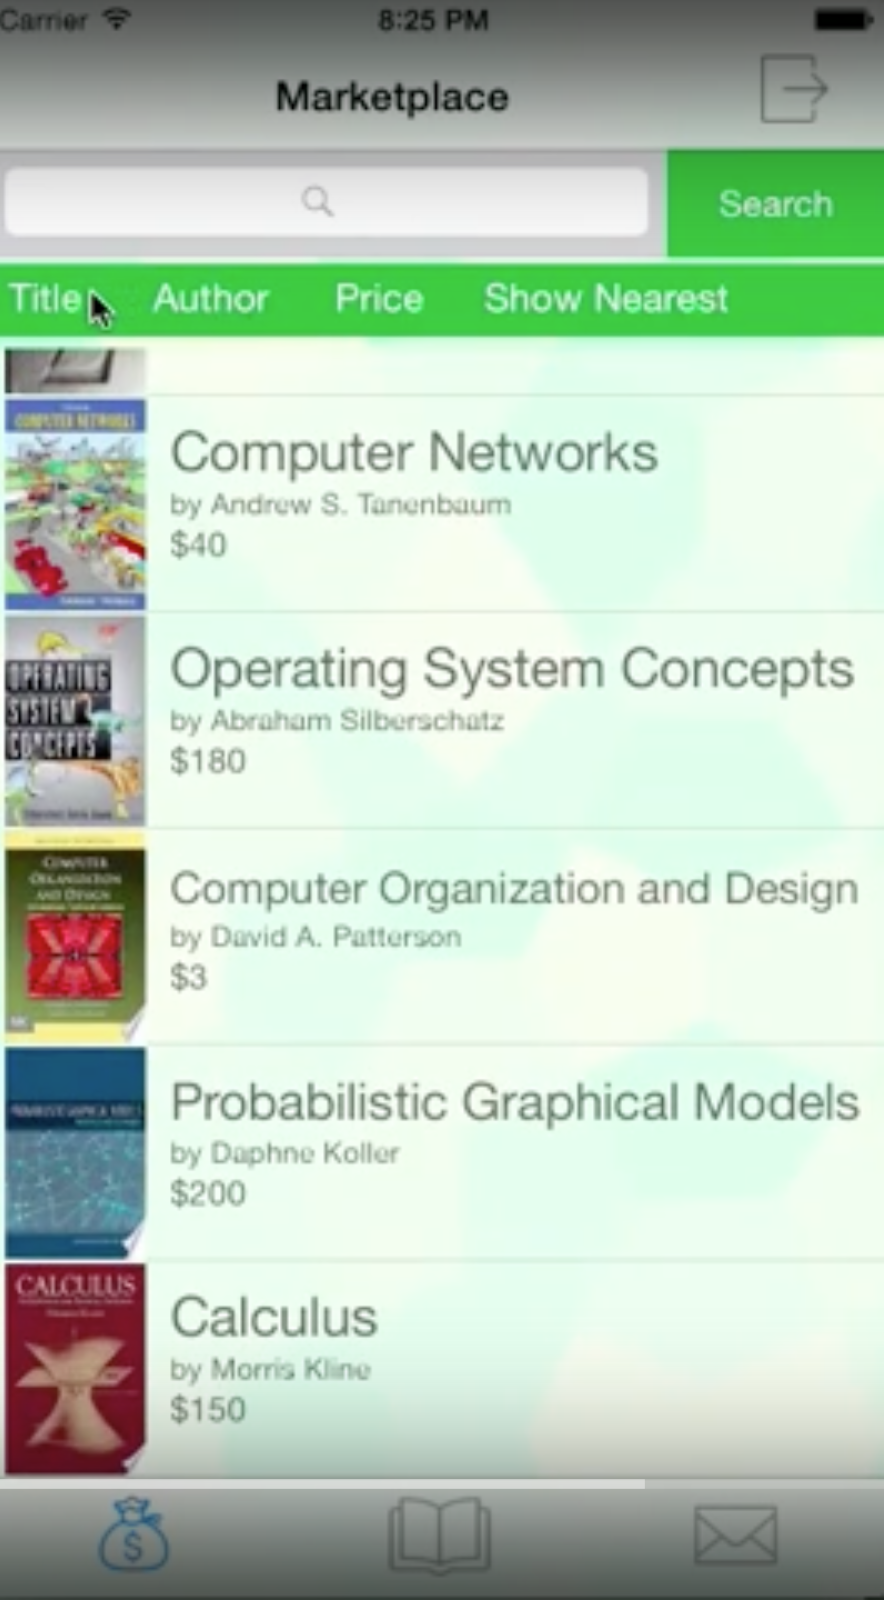 Carrier 8:25 PM
Marketplace
Search
Title Author Price Show Nearest
COMPUTER NETWORKS
Computer Networks
by Andrew S. Tanenbaum
$40
OPERATING
SYSTEM
CONCEPTS
Operating System Concepts
by Abraham Silberschatz
$180
COMPUTER
ORGANIZATION
AND DESIGN
Computer Organization and Design
by David A. Patterson
$3
Probabilistic Graphical Models
by Daphne Koller
$200
CALCULUS
Calculus
by Morris Kline
$150
$